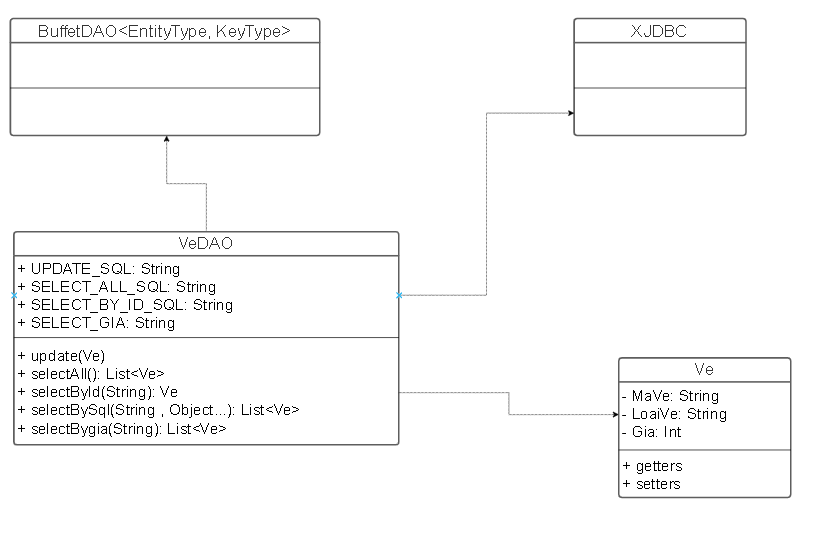 BuffetDAO<EntityType, KeyType>
XJDBC
VeDAO
+ UPDATE_SQL: String
+ SELECT_ALL_SQL: String
+ SELECT_BY_ID_SQL: String
+ SELECT_GIA: String
+ update(Ve)
+ selectAll(): List<Ve>
+ selectById(String): Ve
+ selectBySql(String , Object...): List<Ve>
+ selectBygia(String): List<Ve>
Ve
- MaVe: String
- LoaiVe: String
- Gia: Int
+ getters
+ setters